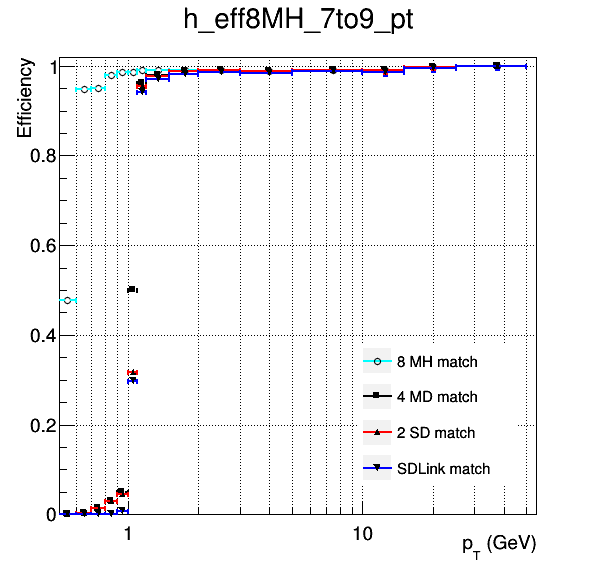 h_eff8MH_7to9_pt
Efficiency
1
0.8
0.6
0.4
0.2
0
8 MH match
4 MD match
2 SD match
SDLink match
1 10
p_T (GeV)